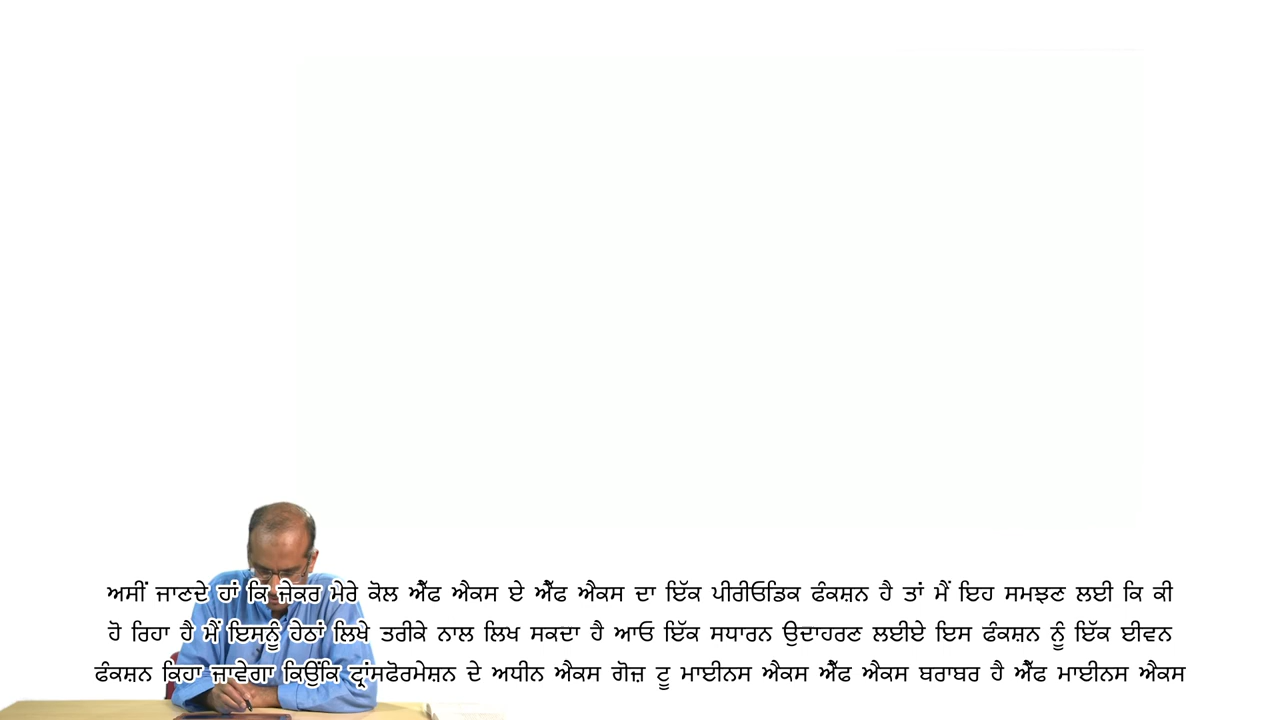 ਅਸੀਂ ਜਾਣਦੇ ਹਾਂ ਕਿ ਜੇਕਰ ਮੇਰੇ ਕੋਲ ਐੱਫ ਐਕਸ ਏ ਐੱਫ ਐਕਸ ਦਾ ਇੱਕ ਪੀਰੀਓਡਿਕ ਫੰਕਸ਼ਨ ਹੈ ਤਾਂ ਮੈਂ ਇਹ ਸਮਝਣ ਲਈ ਕਿ ਕੀ
ਹੋ ਰਿਹਾ ਹੈ ਮੈਂ ਇਸਨੂੰ ਹੇਠਾਂ ਲਿਖੇ ਤਰੀਕੇ ਨਾਲ ਲਿਖ ਸਕਦਾ ਹੈ ਆਓ ਇੱਕ ਸਧਾਰਨ ਉਦਾਹਰਣ ਲਈਏ ਇਸ ਫੰਕਸ਼ਨ ਨੂੰ ਇੱਕ ਈਵਨ
ਫੰਕਸ਼ਨ ਕਿਹਾ ਜਾਵੇਗਾ ਕਿਉਂਕਿ ਟ੍ਰਾਂਸਫੋਰਮੇਸ਼ਨ ਦੇ ਅਧੀਨ ਐਕਸ ਗੋਜ਼ ਟੂ ਮਾਈਨਸ ਐਕਸ ਐੱਫ ਐਕਸ ਬਰਾਬਰ ਹੈ ਐੱਫ ਮਾਈਨਸ ਐਕਸ